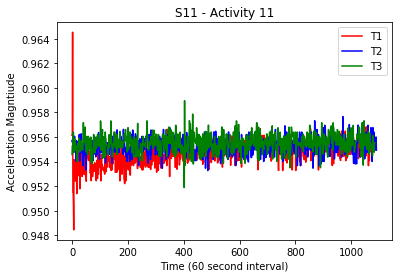 S11 - Activity 11
0.964
0.962
0.960
0.958
0.956
0.954
0.952
0.950
0.948
Acceleration Magntiude
T1
T2
T3
0
200
400
600
800
1000
Time (60 second interval)